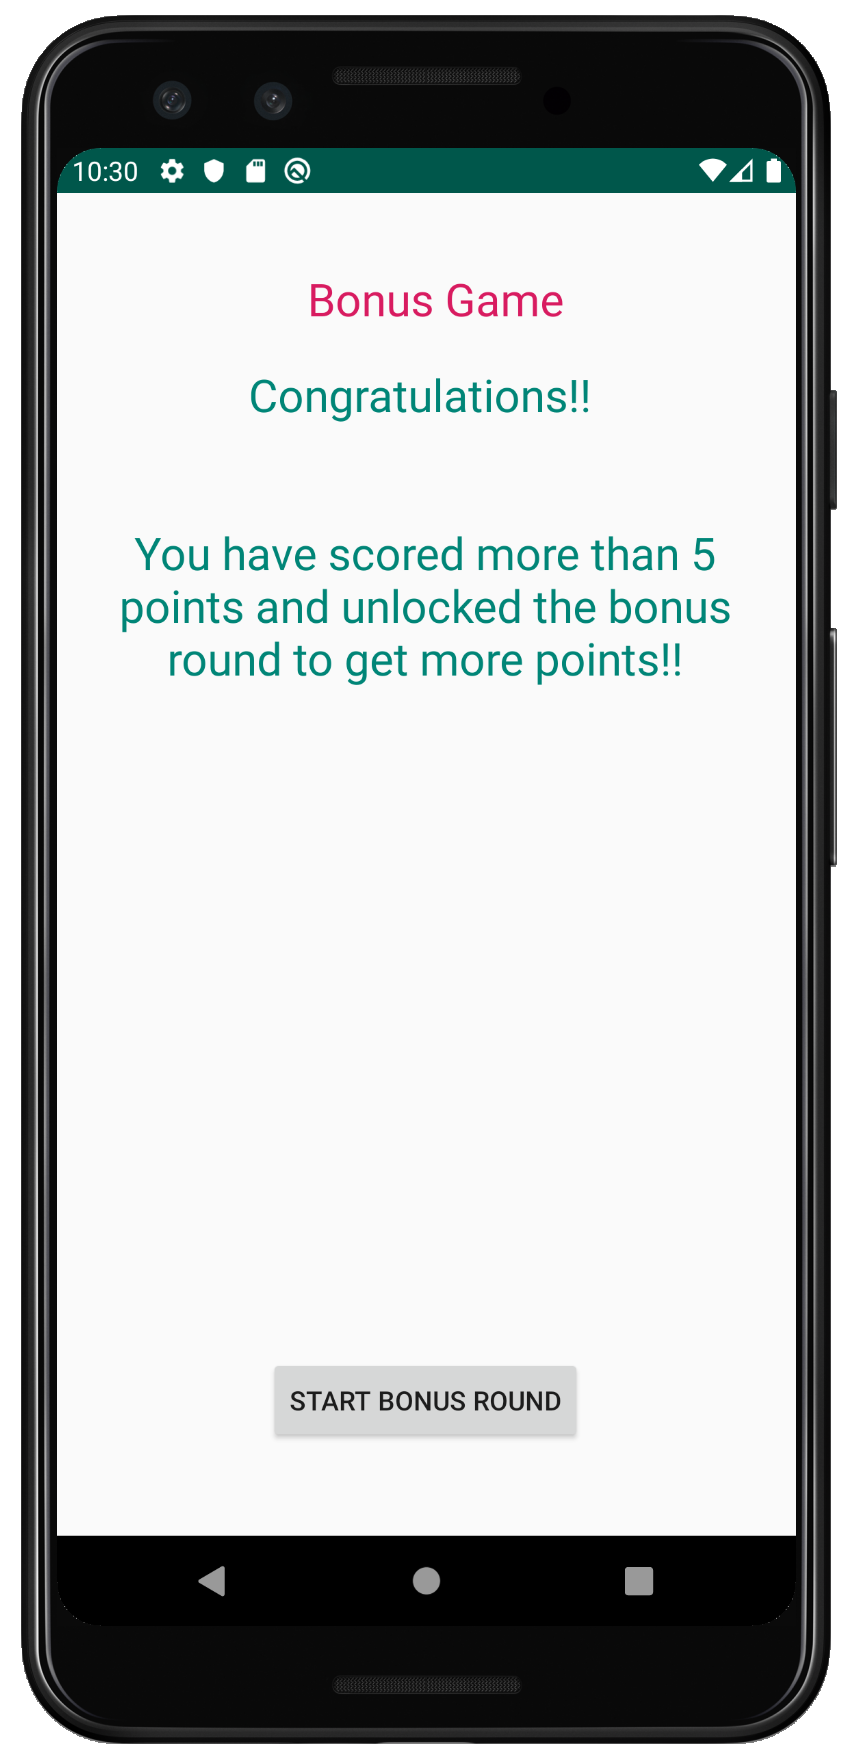 10:30
Bonus Game
Congratulations!!
You have scored more than 5
points and unlocked the bonus
round to get more points!!
START BONUS ROUND